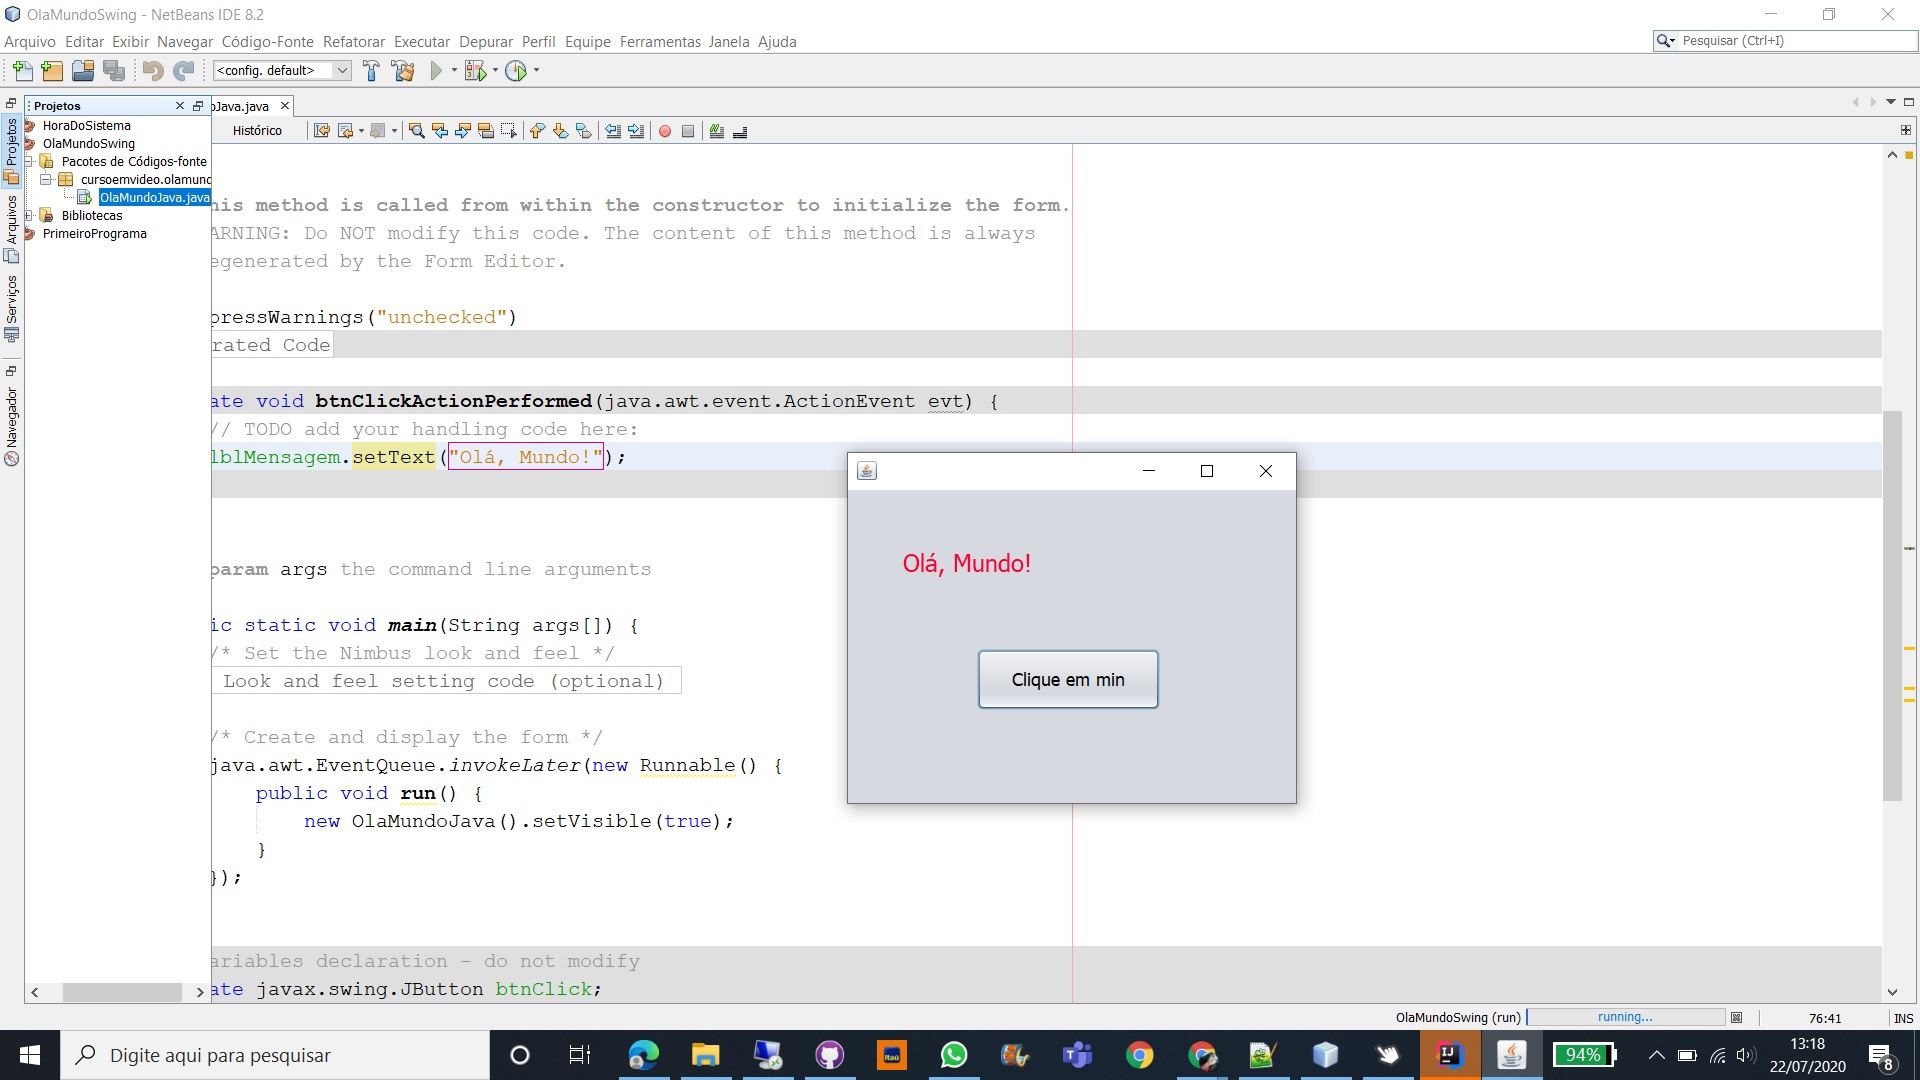 OlaMundoSwing - NetBeans IDE 8.2
Arquivo Editar Exibir Navegar Código-Fonte Refatorar Executar Depurar Perfil Equipe Ferramentas Janela Ajuda
Pesquisar (Ctrl+I)
<config. default>
Projetos
oJava.java
Histórico
HoraDoSistema
OlaMundoSwing
Pacotes de Códigos-fonte
cursoemvideo.olamund
OlaMundoJava.java
Bibliotecas
PrimeiroPrograma
Projetos
Arquivos
Serviços
Navegador
his method is called from within the constructor to initialize the form.
ARNING: Do NOT modify this code. The content of this method is always
egenerated by the Form Editor.
pressWarnings("unchecked")
rated Code
ate void btnClickActionPerformed(java.awt.event.ActionEvent evt) {
// TODO add your handling code here:
lblMensagem.setText("Olá, Mundo!");
param args the command line arguments
ic static void main(String args[]) {
/* Set the Nimbus look and feel */
Look and feel setting code (optional)
/* Create and display the form */
java.awt.EventQueue.invokeLater(new Runnable() {
public void run() {
new OlaMundoJava().setVisible(true);
}
});
ariables declaration - do not modify
ate javax.swing.JButton btnClick;
Olá, Mundo!
Clique em min
OlaMundoSwing (run)
running...
76:41
INS
Digite aqui para pesquisar
Itaú
94%
13:18
22/07/2020
8